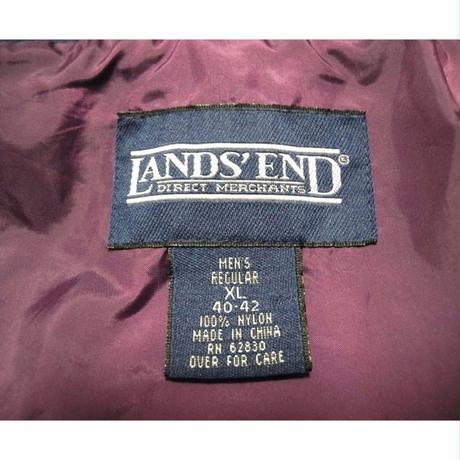 LANDS' END®
DIRECT MERCHANTS
MEN'S
REGULAR
XL
40-42
100% NYLON
MADE IN CHINA
RN 62830
OVER FOR CARE